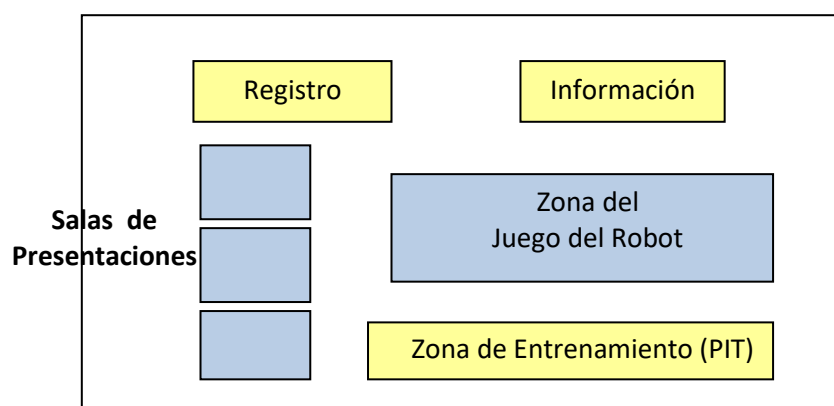 Registro
Información
Salas de
Presentaciones
Zona del
Juego del Robot
Zona de Entrenamiento (PIT)